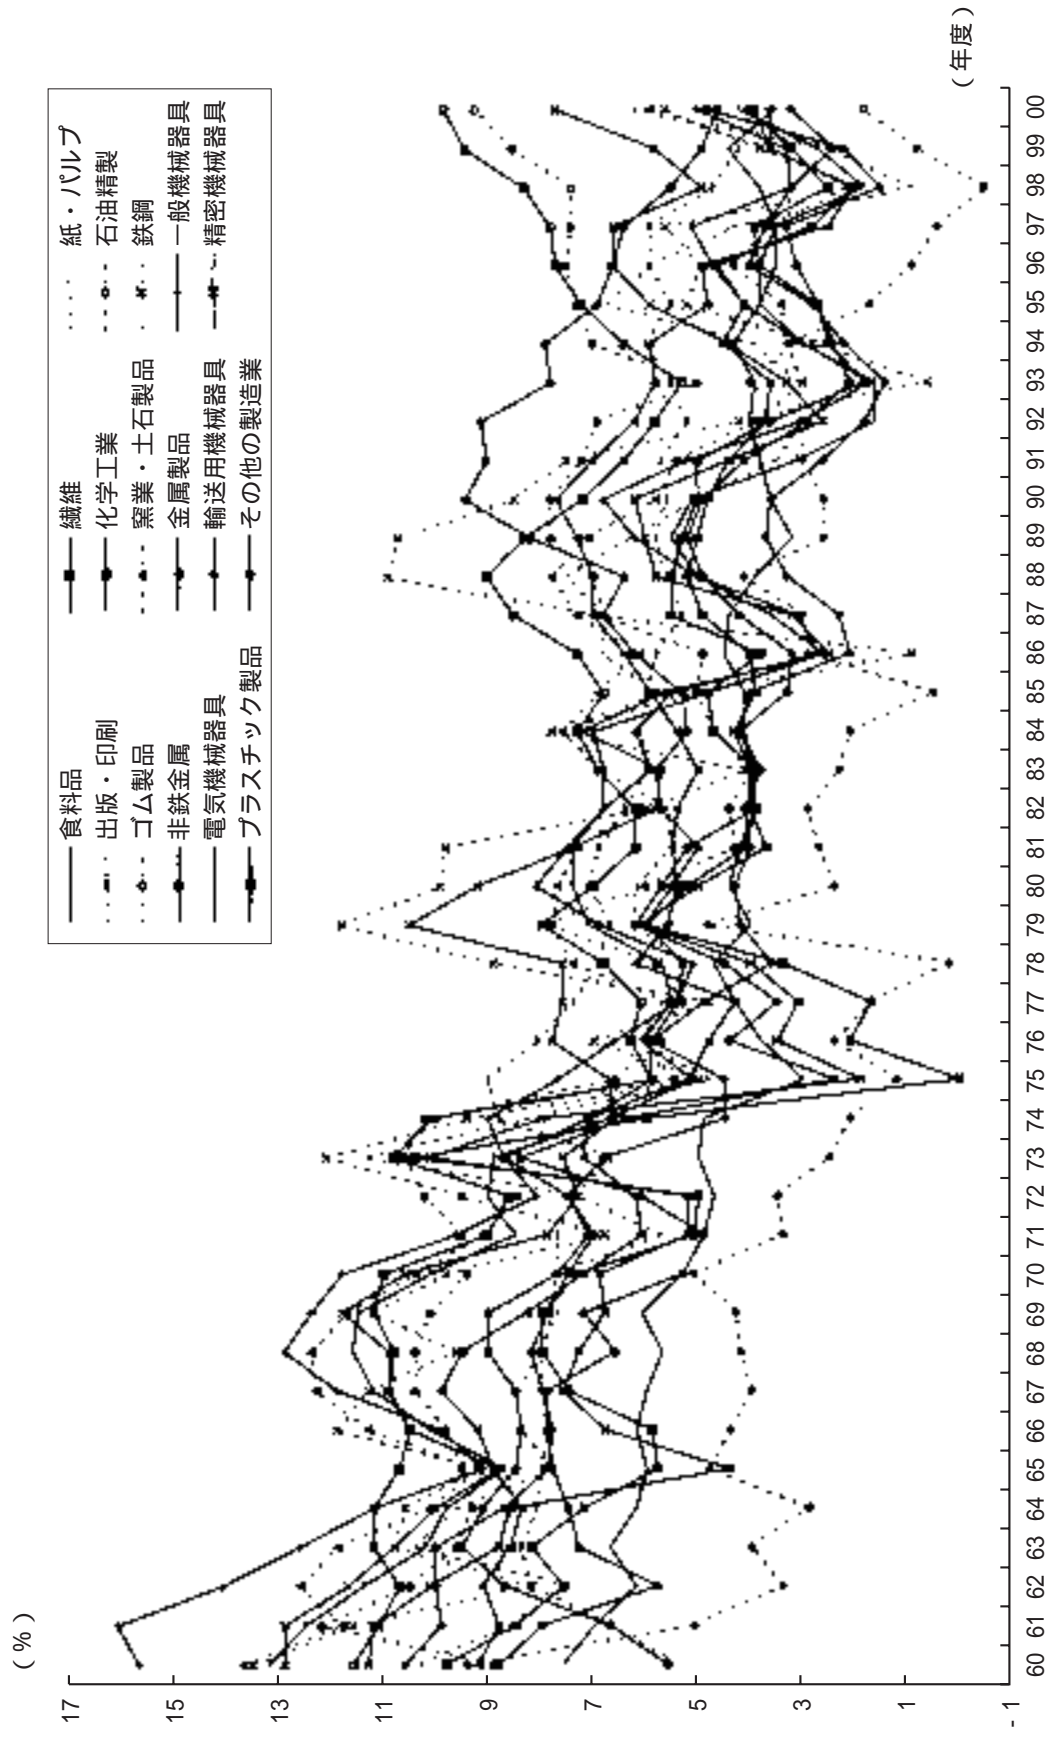 (%)
17
15
13
11
9
7
5
3
1
- 1
食料品
繊維
紙・パルプ
出版・印刷
化学工業
石油精製
ゴム製品
窯業・土石製品
鉄鋼
非鉄金属
金属製品
一般機械器具
電気機械器具
輸送用機械器具
精密機械器具
プラスチック製品
その他の製造業
60 61 62 63 64 65 66 67 68 69 70 71 72 73 74 75 76 77 78 79 80 81 82 83 84 85 86 87 88 89 90 91 92 93 94 95 96 97 98 99 00
(年度)